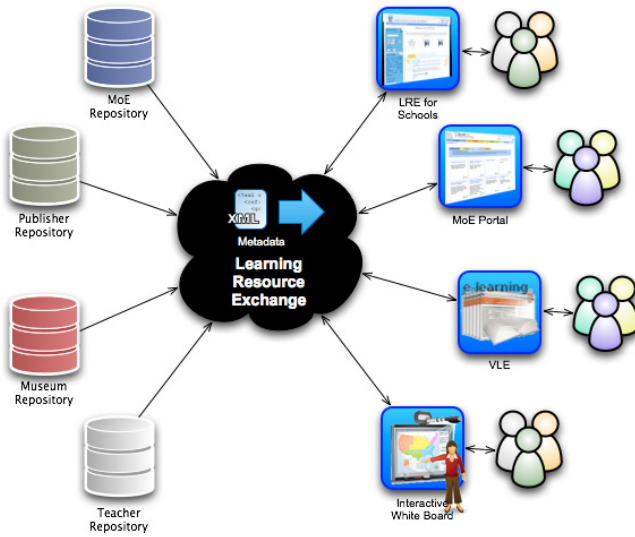 MoE
Repository
LRE for
Schools
Publisher
Repository
XML
Metadata
MoE Portal
Learning
Resource
Exchange
Museum
Repository
e-learning
VLE
Teacher
Repository
Interactive
White Board